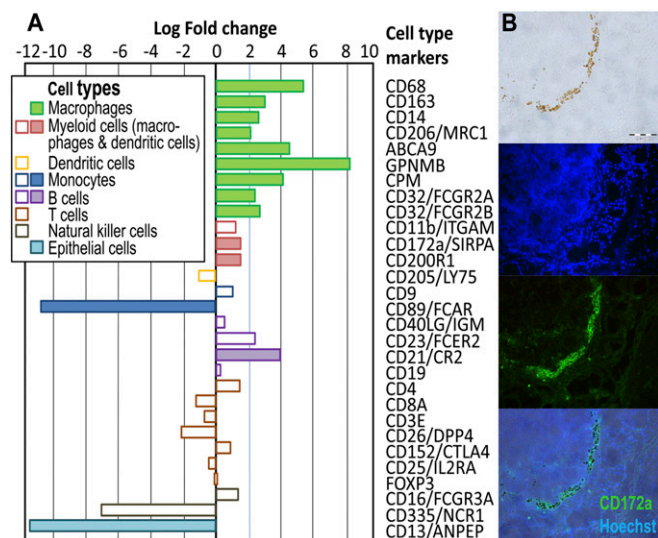 A
Log Fold change
Cell type
markers
B
-12 -10 -8 -6 -4 -2 0 2 4 6 8 10
Cell types
Macrophages
Myeloid cells (macro-
phages & dendritic cells)
Dendritic cells
Monocytes
B cells
T cells
Natural killer cells
Epithelial cells
CD68
CD163
CD14
CD206/MRC1
ABCA9
GPNMB
CPM
CD32/FCGR2A
CD32/FCGR2B
CD11b/ITGAM
CD172a/SIRPA
CD200R1
CD205/LY75
CD9
CD89/FCAR
CD40LG/IGM
CD23/FCER2
CD21/CR2
CD19
CD4
CD8A
CD3E
CD26/DPP4
CD152/CTLA4
CD25/IL2RA
FOXP3
CD16/FCGR3A
CD335/NCR1
CD13/ANPEP
CD172a
Hoechst